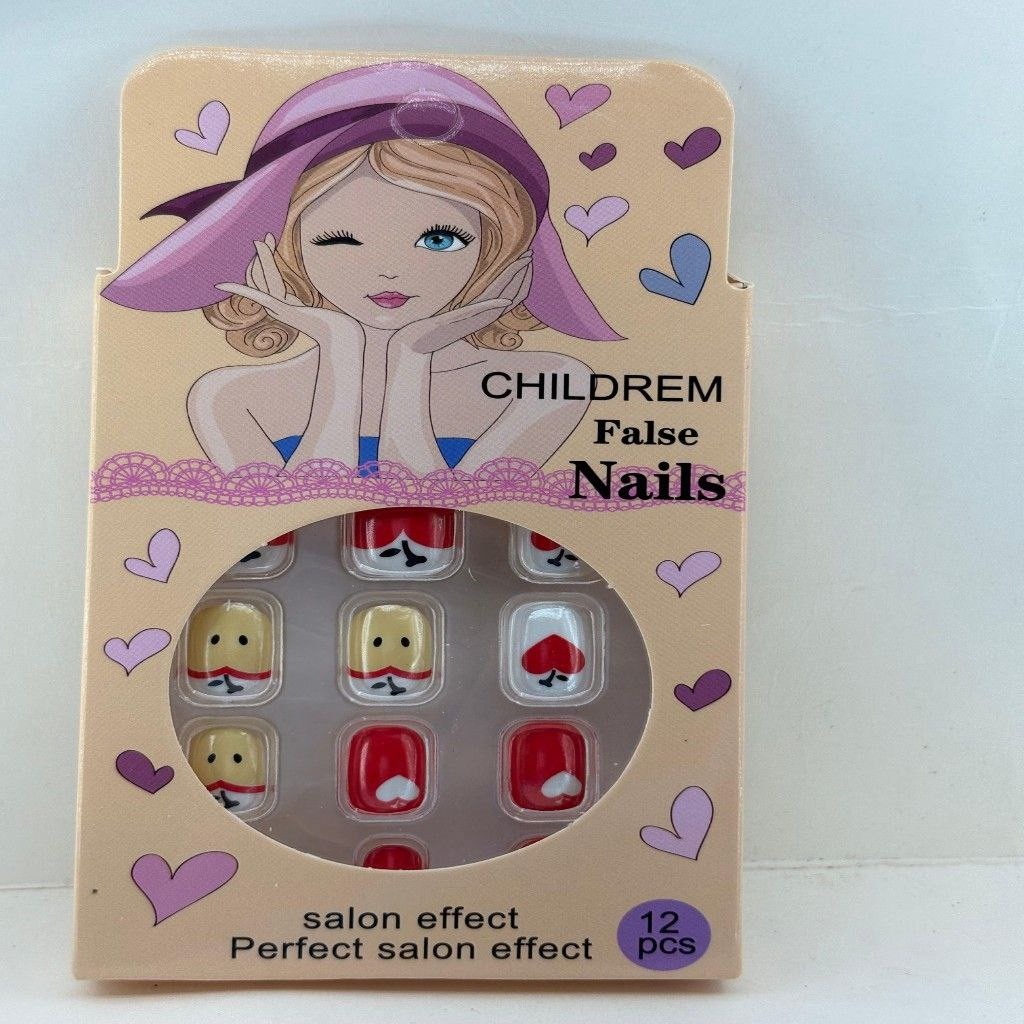 CHILDREM
False
Nails
salon effect
Perfect salon effect
12
pcs